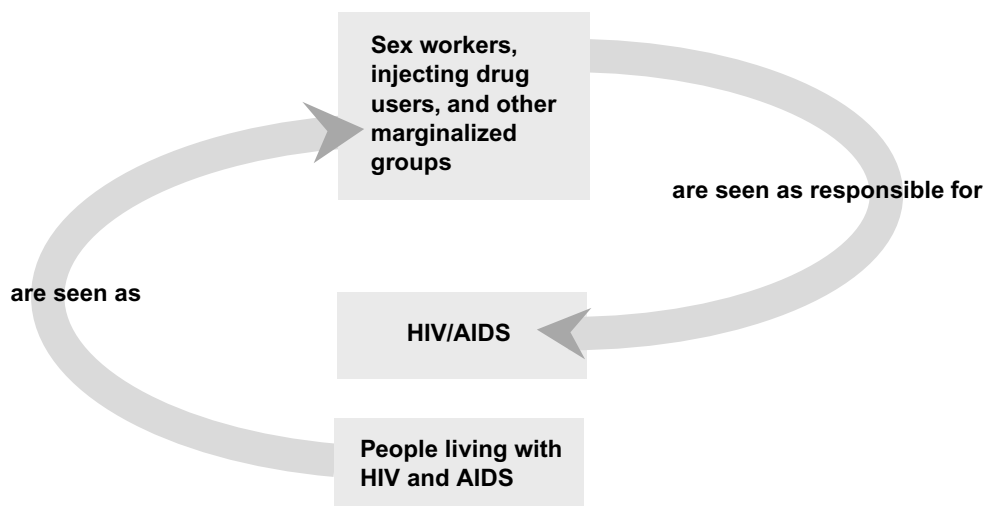 Sex workers,
injecting drug
users, and other
marginalized
groups
are seen as responsible for
are seen as
HIV/AIDS
People living with
HIV and AIDS